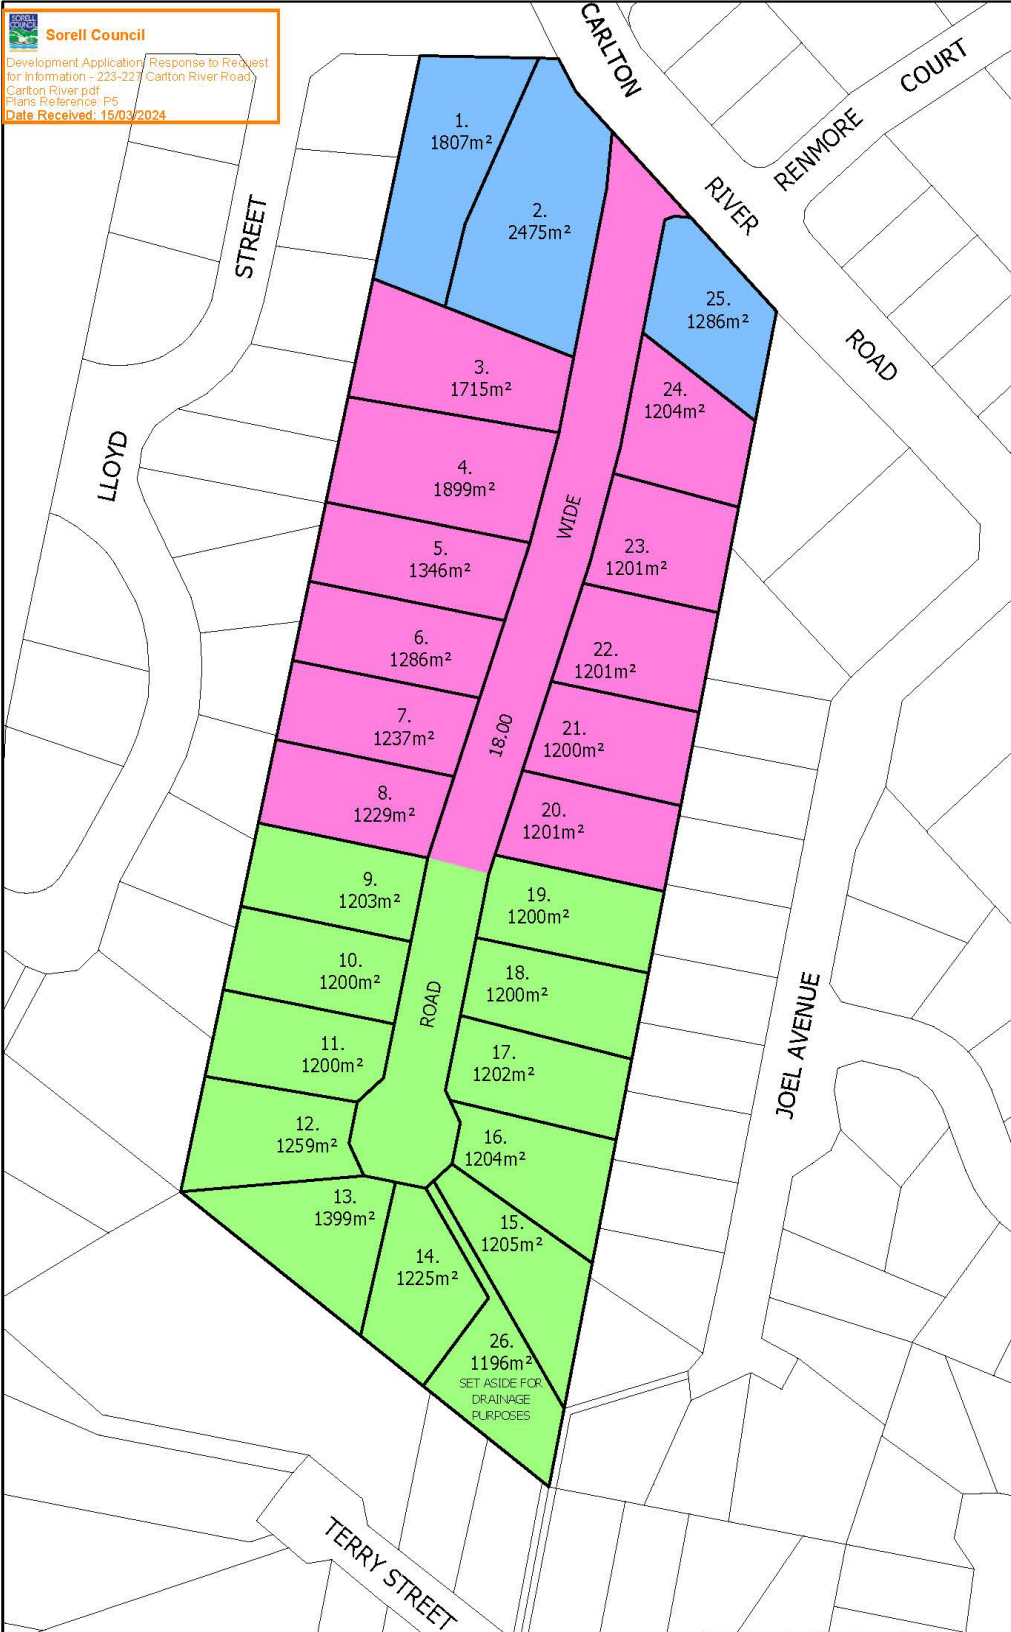 SORELL
COUNCIL
Sorell Council
Development Application: Response to Request
for Information - 223-227 Carlton River Road,
Carlton River.pdf
Plans Reference: P5
Date Received: 15/03/2024
CARLTON
RIVER
ROAD
RENMORE
COURT
STREET
LLOYD
1.
1807m²
2.
2475m²
25.
1286m²
3.
1715m²
24.
1204m²
4.
1899m²
WIDE
5.
1346m²
23.
1201m²
6.
1286m²
22.
1201m²
7.
1237m²
18.00
21.
1200m²
8.
1229m²
20.
1201m²
9.
1203m²
19.
1200m²
10.
1200m²
ROAD
18.
1200m²
11.
1200m²
17.
1202m²
JOEL AVENUE
12.
1259m²
16.
1204m²
13.
1399m²
15.
1205m²
14.
1225m²
26.
1196m²
SET ASIDE FOR
DRAINAGE
PURPOSES
TERRY STREET